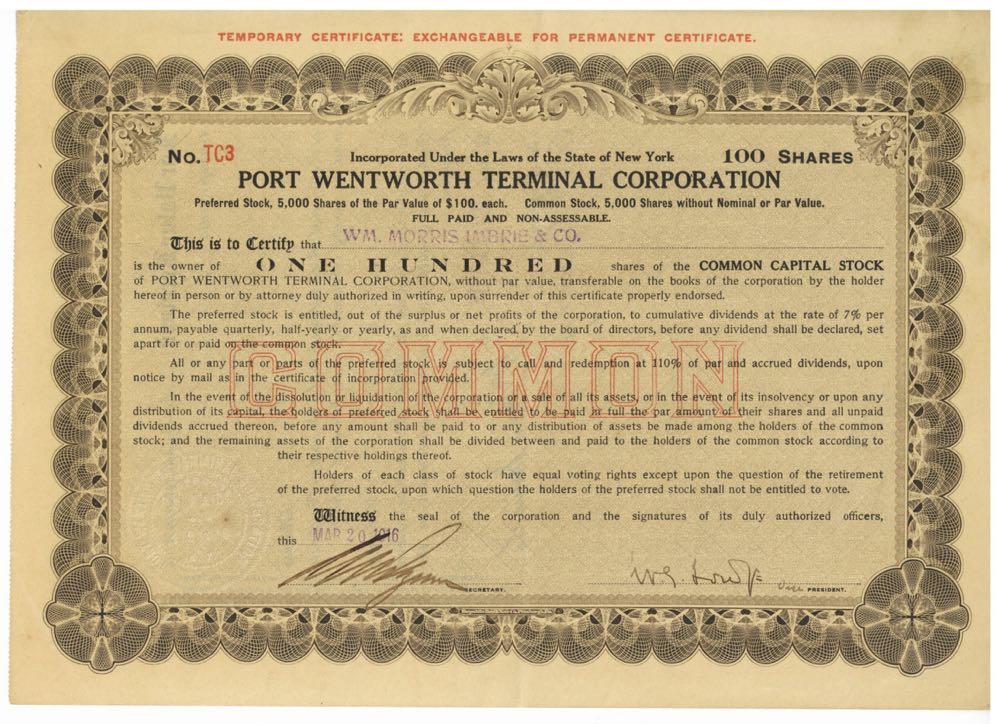 TEMPORARY CERTIFICATE: EXCHANGEABLE FOR PERMANENT CERTIFICATE.
No. TC3
Incorporated Under the Laws of the State of New York
100 SHARES
PORT WENTWORTH TERMINAL CORPORATION
Preferred Stock, 5,000 Shares of the Par Value of $100. each. Common Stock, 5,000 Shares without Nominal or Par Value.
FULL PAID AND NON-ASSESSABLE.
This is to Certify that WM. MORRIS IMBRIE & CO.
is the owner of ONE HUNDRED shares of the COMMON CAPITAL STOCK
of PORT WENTWORTH TERMINAL CORPORATION, without par value, transferable on the books of the corporation by the holder
hereof in person or by attorney duly authorized in writing, upon surrender of this certificate properly endorsed.
The preferred stock is entitled, out of the surplus or net profits of the corporation, to cumulative dividends at the rate of 7% per
annum, payable quarterly, half-yearly or yearly, as and when declared, by the board of directors, before any dividend shall be declared, set
apart for or paid on the common stock.
COMMON
All or any part or parts of the preferred stock is subject to call and redemption at 110% of par and accrued dividends, upon
notice by mail as in the certificate of incorporation provided.
In the event of the dissolution or liquidation of the corporation or a sale of all its assets, or in the event of its insolvency or upon any
distribution of its capital, the holders of preferred stock shall be entitled to be paid in full the par amount of their shares and all unpaid
dividends accrued thereon, before any amount shall be paid to or any distribution of assets be made among the holders of the common
stock; and the remaining assets of the corporation shall be divided between and paid to the holders of the common stock according to
their respective holdings thereof.
Holders of each class of stock have equal voting rights except upon the question of the retirement
of the preferred stock, upon which question the holders of the preferred stock shall not be entitled to vote.
Witness the seal of the corporation and the signatures of its duly authorized officers,
this MAR 20 1916
SECRETARY.
Vice PRESIDENT.